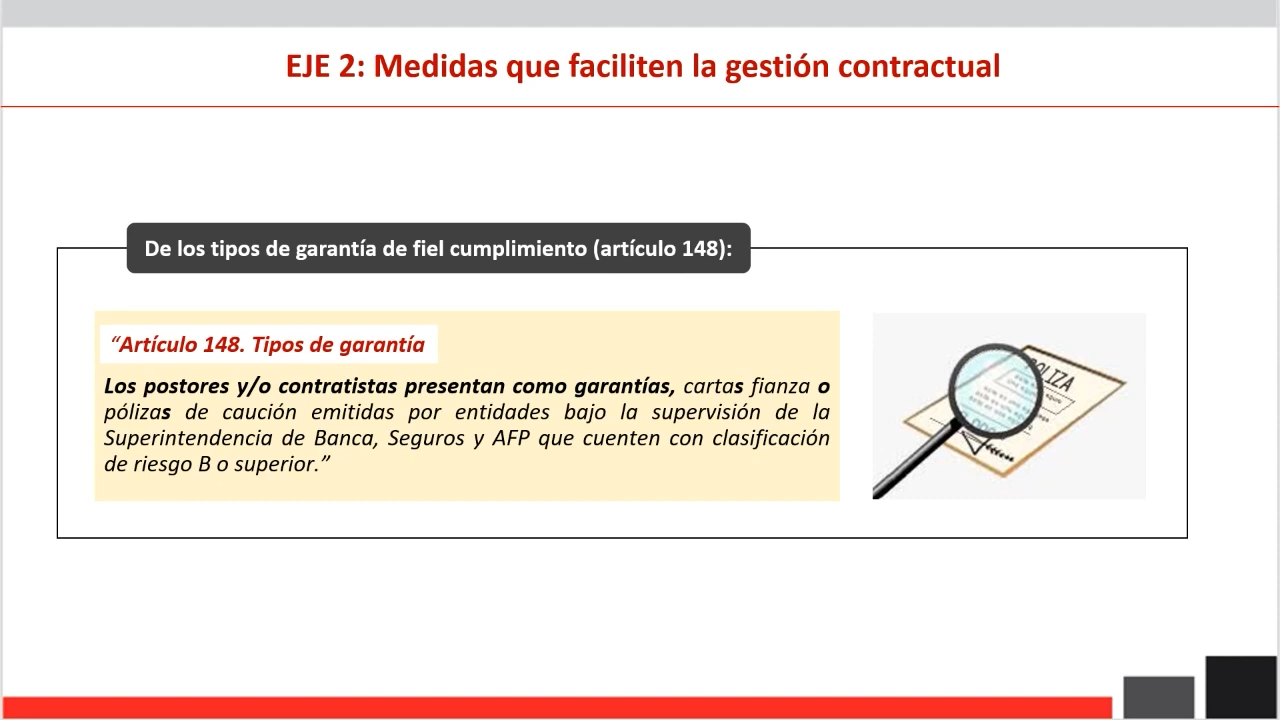 EJE 2: Medidas que faciliten la gestión contractual
De los tipos de garantía de fiel cumplimiento (artículo 148):
“Artículo 148. Tipos de garantía
Los postores y/o contratistas presentan como garantías, cartas fianza o
pólizas de caución emitidas por entidades bajo la supervisión de la
Superintendencia de Banca, Seguros y AFP que cuenten con clasificación
de riesgo B o superior.”
POLIZA